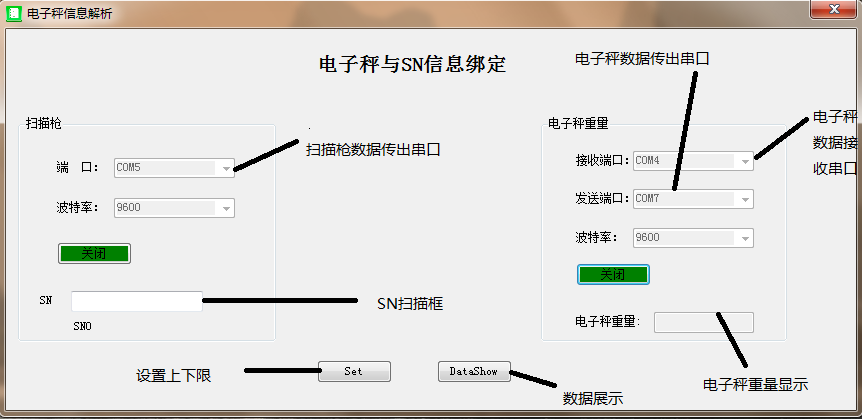 电子秤信息解析
电子秤与SN信息绑定
电子秤数据传出串口
扫描枪
电子秤重量
电子秤
数据接
收串口
扫描枪数据传出串口
端 口: COM5
接收端口: COM4
发送端口: COM7
波特率: 9600
波特率: 9600
关闭
关闭
SN
SN扫描框
SN0
电子秤重量:
设置上下限
Set
DataShow
数据展示
电子秤重量显示